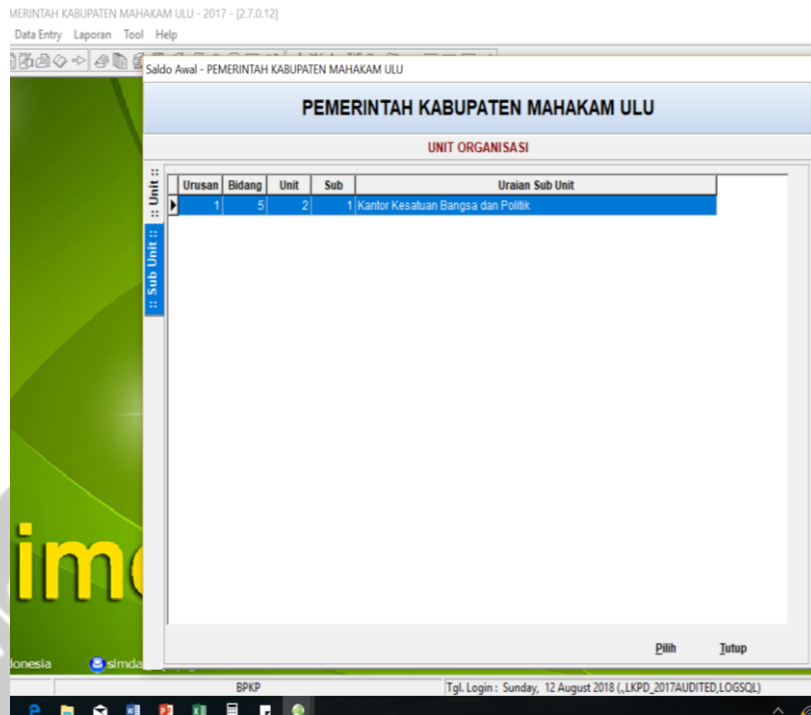 MERINTAH KABUPATEN MAHAKAM ULU - 2017 - [2.7.0.12]
Data Entry Laporan Tool Help
Saldo Awal - PEMERINTAH KABUPATEN MAHAKAM ULU
PEMERINTAH KABUPATEN MAHAKAM ULU
UNIT ORGANISASI
:: Unit ::
:: Sub Unit ::
Urusan Bidang Unit Sub Uraian Sub Unit
1 5 2 1 Kantor Kesatuan Bangsa dan Politik
im
Pilih Tutup
donesia simda
BPKP Tgl. Login : Sunday, 12 August 2018 (,,LKPD_2017AUDITED,LOGSQL)